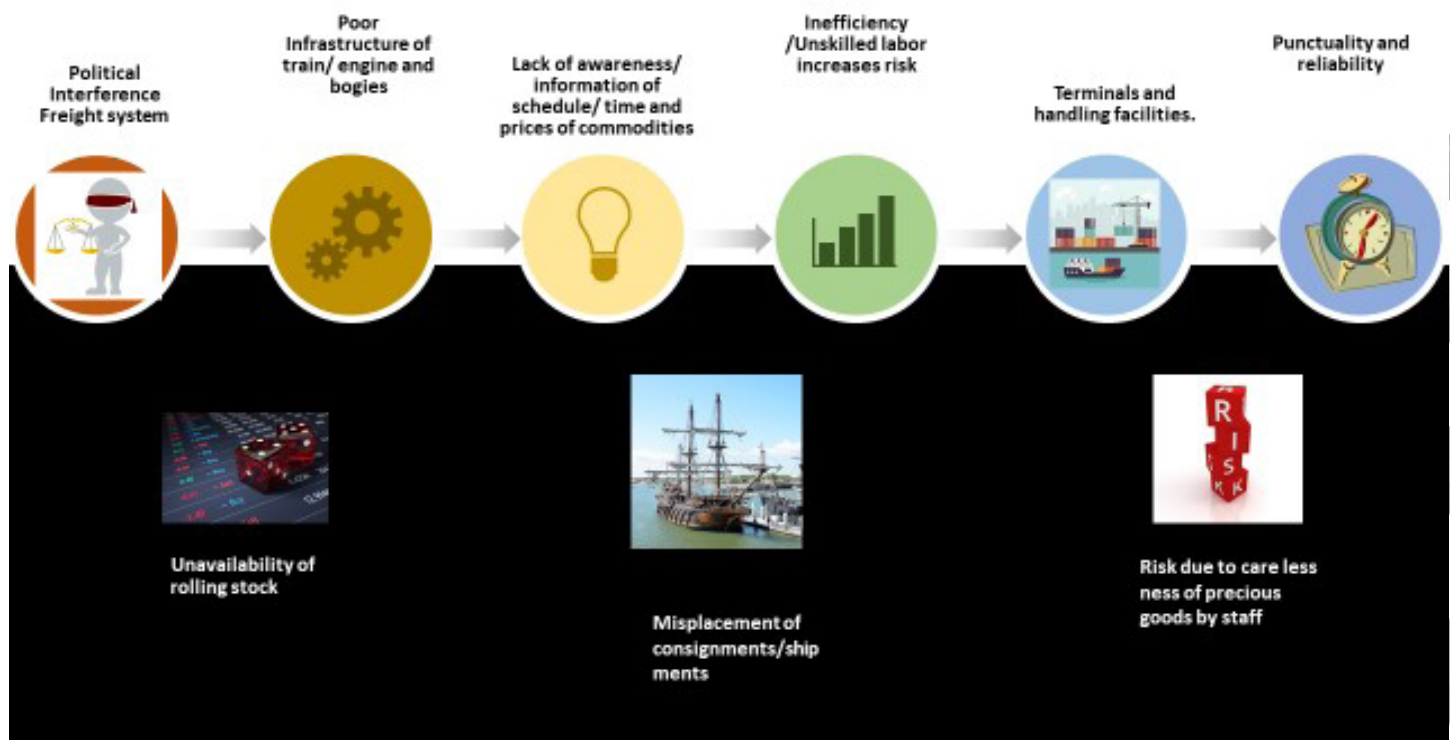 Political
Interference
Freight system
Poor
Infrastructure of
train/ engine and
bogies
Lack of awareness/
information of
schedule/ time and
prices of commodities
Inefficiency
/Unskilled labor
increases risk
Terminals and
handling facilities.
Punctuality and
reliability
Unavailability of
rolling stock
Misplacement of
consignments/ship
ments
R
I
S
K K
Risk due to care less
ness of precious
goods by staff